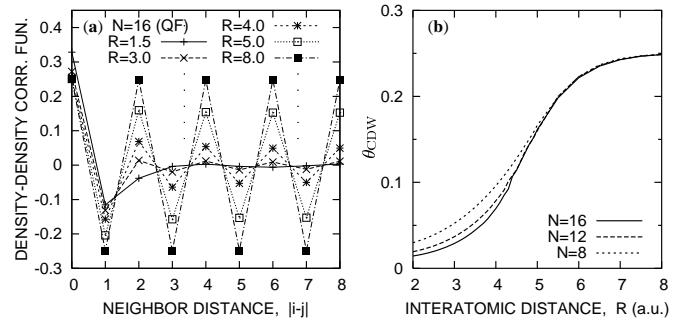 (a)
N=16 (QF)
R=1.5
R=3.0
R=4.0
R=5.0
R=8.0
DENSITY-DENSITY CORR. FUN.
0.4
0.3
0.2
0.1
0
-0.1
-0.2
-0.3
0 1 2 3 4 5 6 7 8
NEIGHBOR DISTANCE, |i-j|
(b)
θCDW
0.3
0.2
0.1
0
N=16
N=12
N=8
2 3 4 5 6 7 8
INTERATOMIC DISTANCE, R (a.u.)